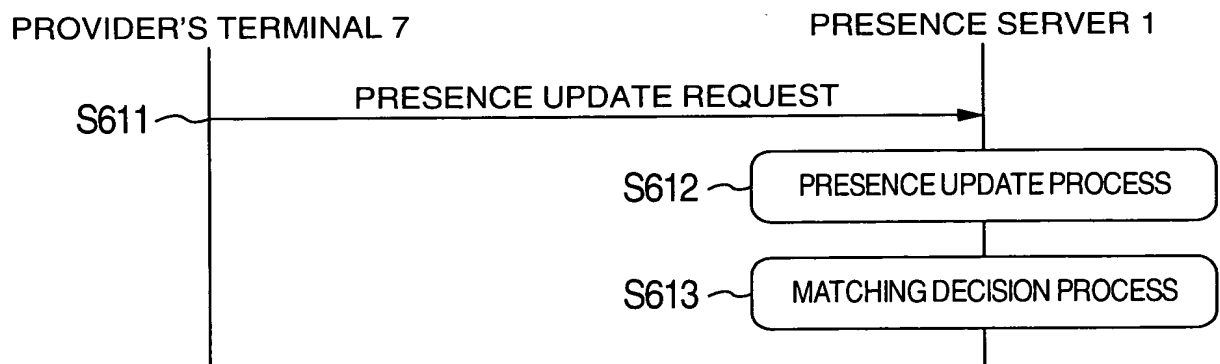 PROVIDER'S TERMINAL 7
PRESENCE SERVER 1
PRESENCE UPDATE REQUEST
S611
S612
PRESENCE UPDATE PROCESS
S613
MATCHING DECISION PROCESS